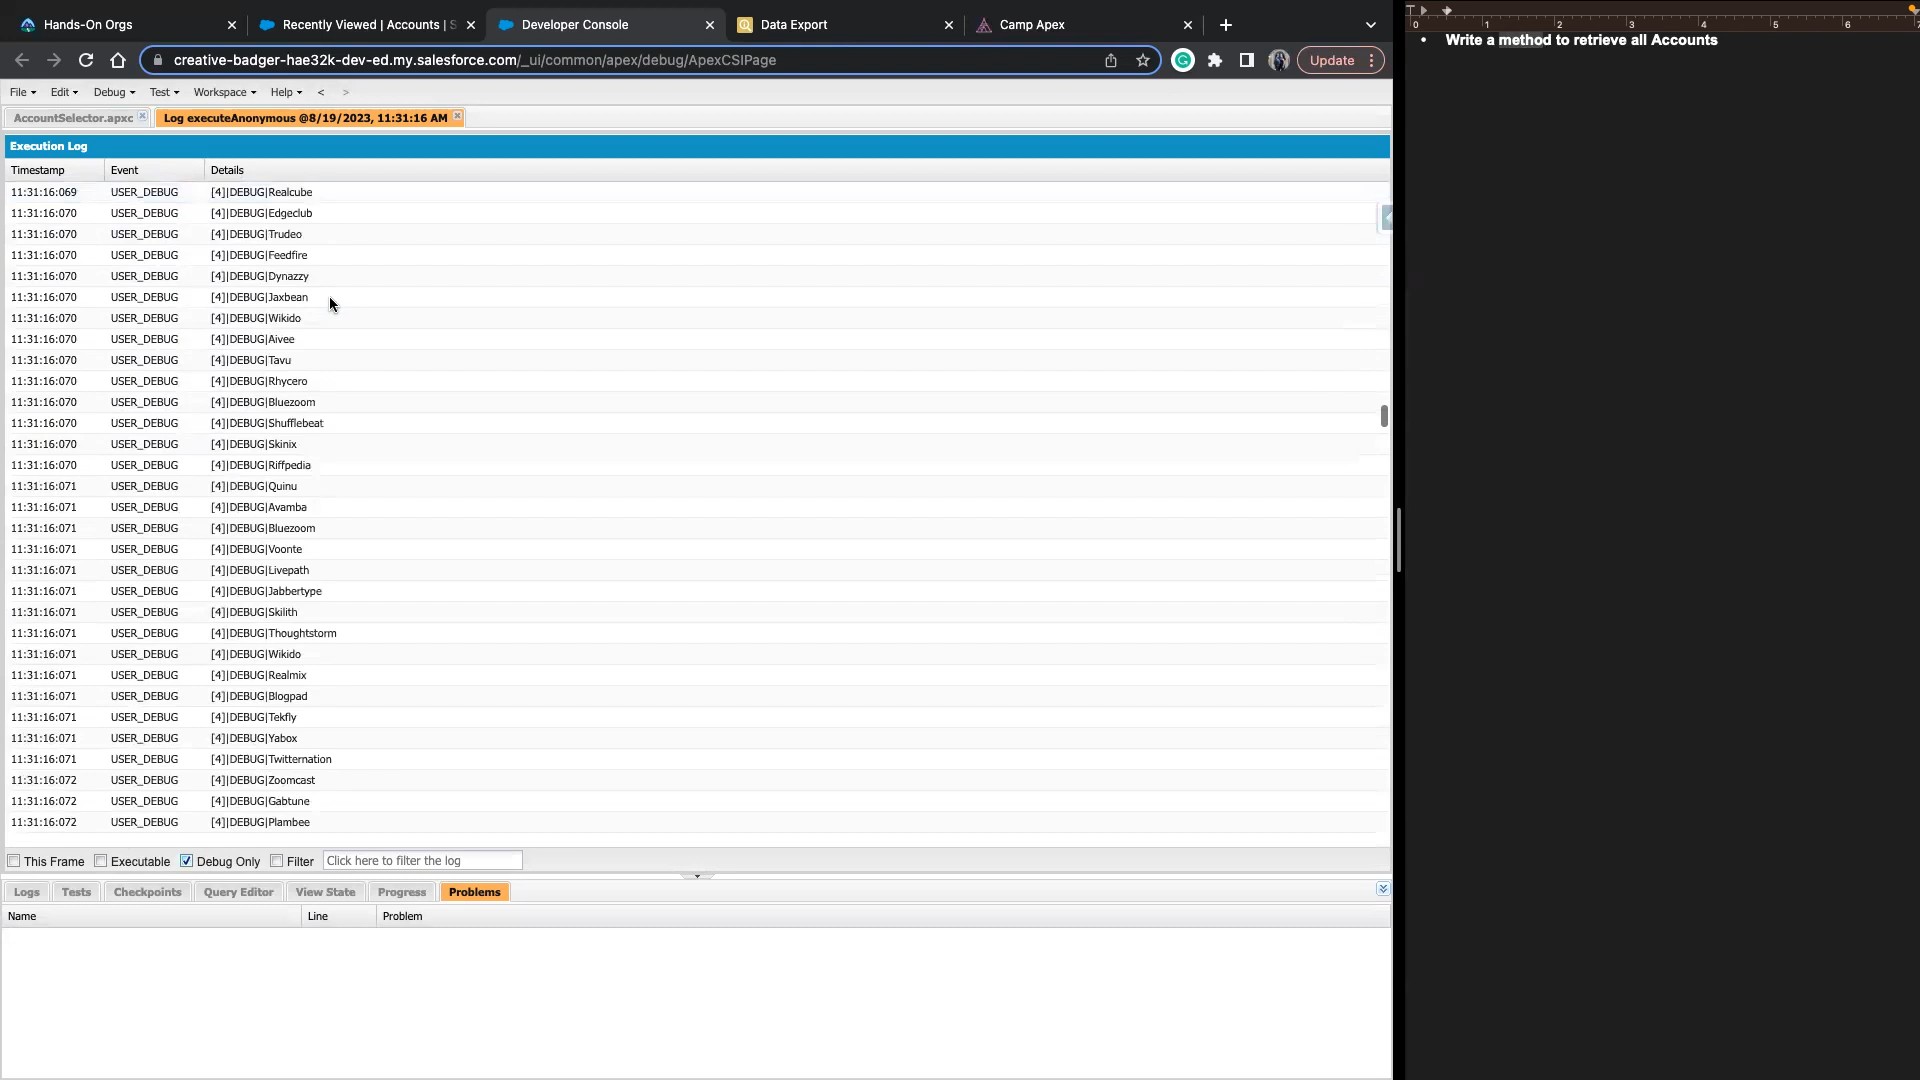 Hands-On Orgs
Recently Viewed | Accounts | S
Developer Console
Data Export
Camp Apex
creative-badger-hae32k-dev-ed.my.salesforce.com/_ui/common/apex/debug/ApexCSIPage
Update
File Edit Debug Test Workspace Help < >
AccountSelector.apxc
Log executeAnonymous @8/19/2023, 11:31:16 AM
Execution Log
Timestamp Event Details
11:31:16:069 USER_DEBUG [4]|DEBUG|Realcube
11:31:16:070 USER_DEBUG [4]|DEBUG|Edgeclub
11:31:16:070 USER_DEBUG [4]|DEBUG|Trudeo
11:31:16:070 USER_DEBUG [4]|DEBUG|Feedfire
11:31:16:070 USER_DEBUG [4]|DEBUG|Dynazzy
11:31:16:070 USER_DEBUG [4]|DEBUG|Jaxbean
11:31:16:070 USER_DEBUG [4]|DEBUG|Wikido
11:31:16:070 USER_DEBUG [4]|DEBUG|Aivee
11:31:16:070 USER_DEBUG [4]|DEBUG|Tavu
11:31:16:070 USER_DEBUG [4]|DEBUG|Rhycero
11:31:16:070 USER_DEBUG [4]|DEBUG|Bluezoom
11:31:16:070 USER_DEBUG [4]|DEBUG|Shufflebeat
11:31:16:070 USER_DEBUG [4]|DEBUG|Skinix
11:31:16:070 USER_DEBUG [4]|DEBUG|Riffpedia
11:31:16:071 USER_DEBUG [4]|DEBUG|Quinu
11:31:16:071 USER_DEBUG [4]|DEBUG|Avamba
11:31:16:071 USER_DEBUG [4]|DEBUG|Bluezoom
11:31:16:071 USER_DEBUG [4]|DEBUG|Voonte
11:31:16:071 USER_DEBUG [4]|DEBUG|Livepath
11:31:16:071 USER_DEBUG [4]|DEBUG|Jabbertype
11:31:16:071 USER_DEBUG [4]|DEBUG|Skilith
11:31:16:071 USER_DEBUG [4]|DEBUG|Thoughtstorm
11:31:16:071 USER_DEBUG [4]|DEBUG|Wikido
11:31:16:071 USER_DEBUG [4]|DEBUG|Realmix
11:31:16:071 USER_DEBUG [4]|DEBUG|Blogpad
11:31:16:071 USER_DEBUG [4]|DEBUG|Tekfly
11:31:16:071 USER_DEBUG [4]|DEBUG|Yabox
11:31:16:071 USER_DEBUG [4]|DEBUG|Twitternation
11:31:16:072 USER_DEBUG [4]|DEBUG|Zoomcast
11:31:16:072 USER_DEBUG [4]|DEBUG|Gabtune
11:31:16:072 USER_DEBUG [4]|DEBUG|Plambee
This Frame Executable Debug Only Filter Click here to filter the log
Logs Tests Checkpoints Query Editor View State Progress Problems
Name Line Problem
0 1 2 3 4 5 6 7
• Write a method to retrieve all Accounts